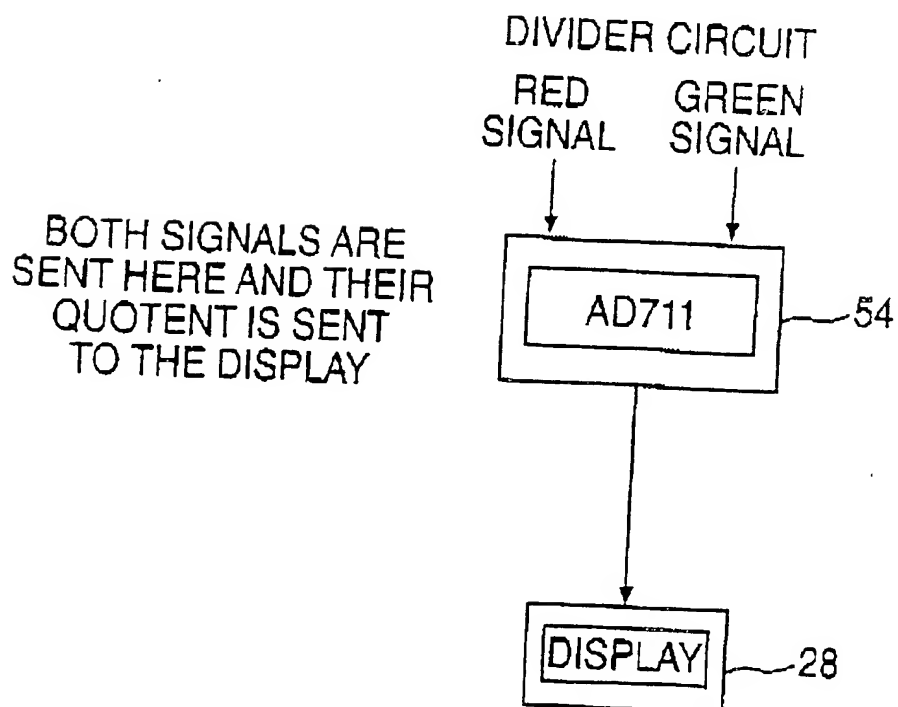 DIVIDER CIRCUIT
RED
SIGNAL
GREEN
SIGNAL
BOTH SIGNALS ARE
SENT HERE AND THEIR
QUOTENT IS SENT
TO THE DISPLAY
AD711
54
DISPLAY
28